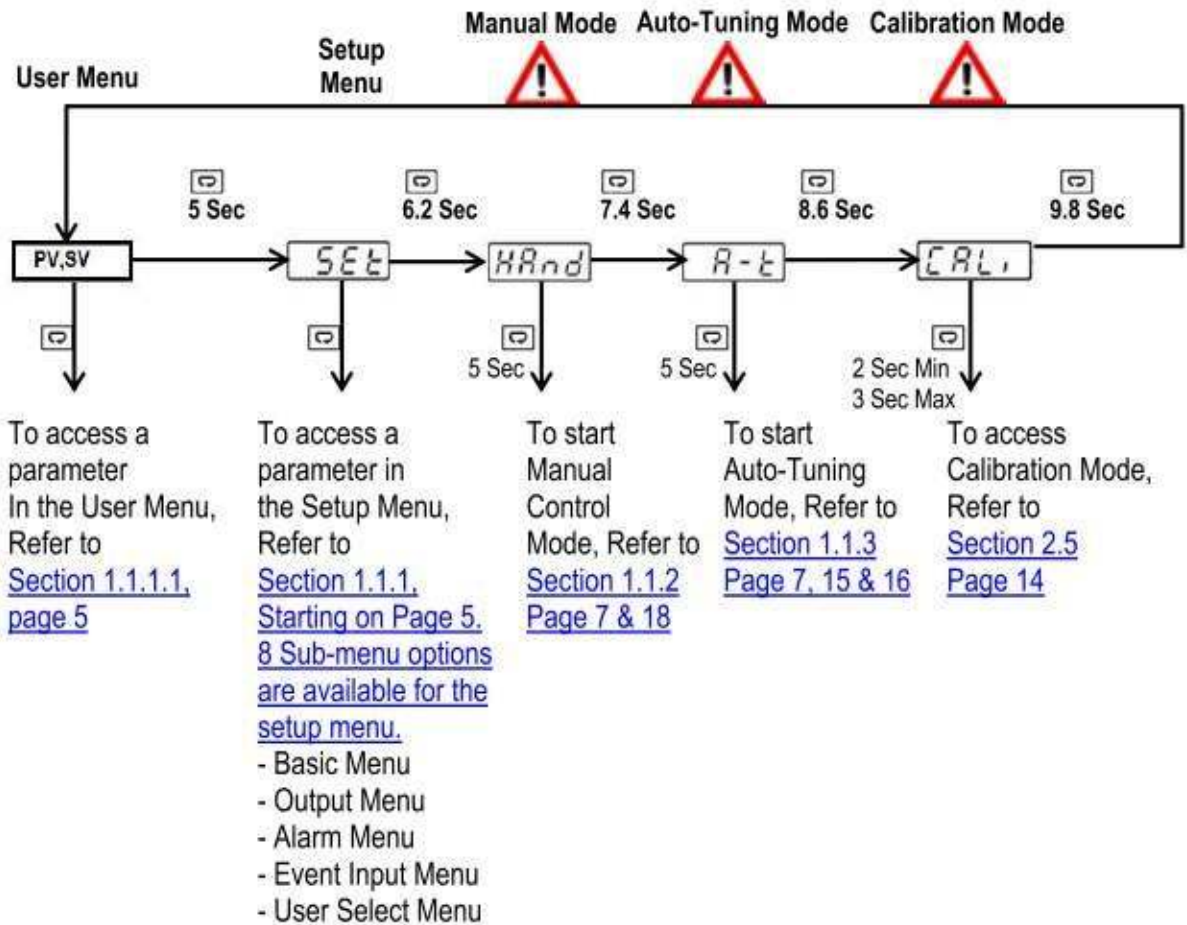 Manual Mode Auto-Tuning Mode Calibration Mode
Setup
Menu
User Menu
5 Sec
6.2 Sec
7.4 Sec
8.6 Sec
9.8 Sec
PV,SV
SEt
HAnd
A-t
CALi
5 Sec
5 Sec
2 Sec Min
3 Sec Max
To access a
parameter
In the User Menu,
Refer to
Section 1.1.1.1,
page 5
To access a
parameter in
the Setup Menu,
Refer to
Section 1.1.1,
Starting on Page 5.
8 Sub-menu options
are available for the
setup menu.
- Basic Menu
- Output Menu
- Alarm Menu
- Event Input Menu
- User Select Menu
To start
Manual
Control
Mode, Refer to
Section 1.1.2
Page 7 & 18
To start
Auto-Tuning
Mode, Refer to
Section 1.1.3
Page 7, 15 & 16
To access
Calibration Mode,
Refer to
Section 2.5
Page 14